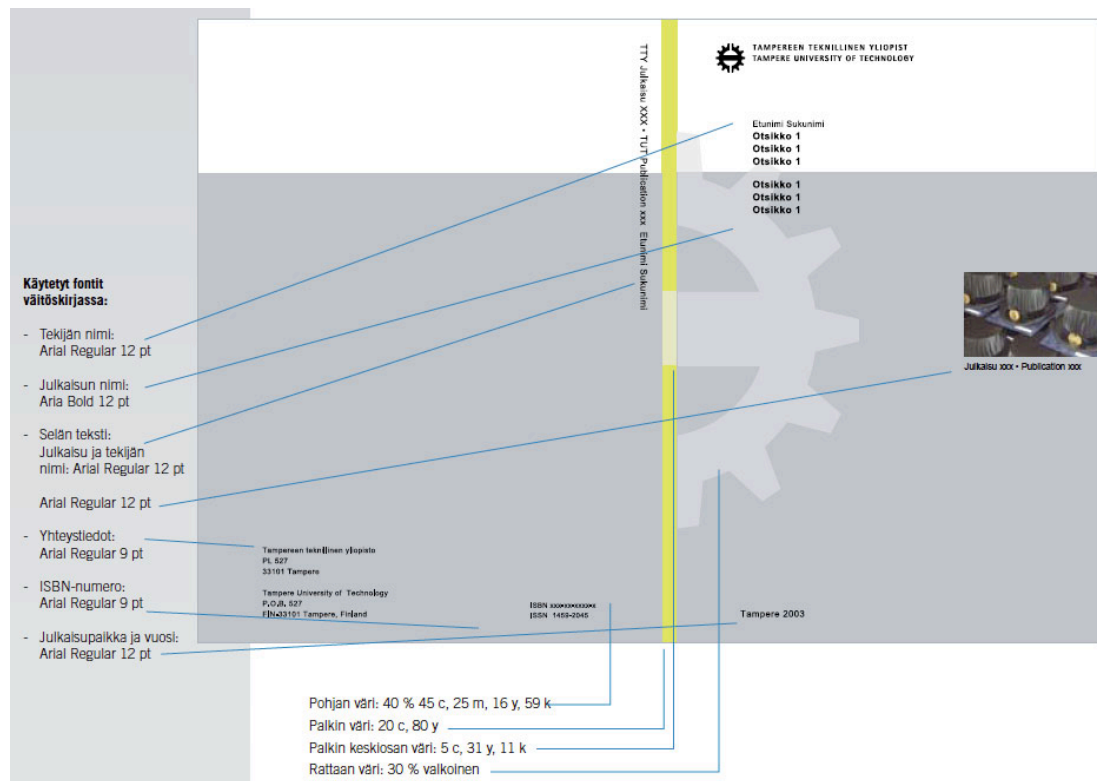 TAMPEREEN TEKNILLINEN YLIOPIST
TAMPERE UNIVERSITY OF TECHNOLOGY
TTY Julkaisu XXX • TUT Publication xxx Etunimi Sukunimi
Etunimi Sukunimi
Otsikko 1
Otsikko 1
Otsikko 1
Otsikko 1
Otsikko 1
Otsikko 1
Julkaisu xxx • Publication xxx
Käytetyt fontit
väitöskirjassa:
- Tekijän nimi:
Arial Regular 12 pt
- Julkaisun nimi:
Aria Bold 12 pt
- Selän teksti:
Julkaisu ja tekijän
nimi: Arial Regular 12 pt
Arial Regular 12 pt
- Yhteystiedot:
Arial Regular 9 pt
- ISBN-numero:
Arial Regular 9 pt
- Julkaisupaikka ja vuosi:
Arial Regular 12 pt
Tampereen teknillinen yliopisto
PL 527
33101 Tampere
Tampere University of Technology
P.O.B. 527
FIN-33101 Tampere, Finland
ISBN xxx-xx-xxxx-x
ISSN 1459-2045
Tampere 2003
Pohjan väri: 40 % 45 c, 25 m, 16 y, 59 k
Palkin väri: 20 c, 80 y
Palkin keskiosan väri: 5 c, 31 y, 11 k
Rattaan väri: 30 % valkoinen